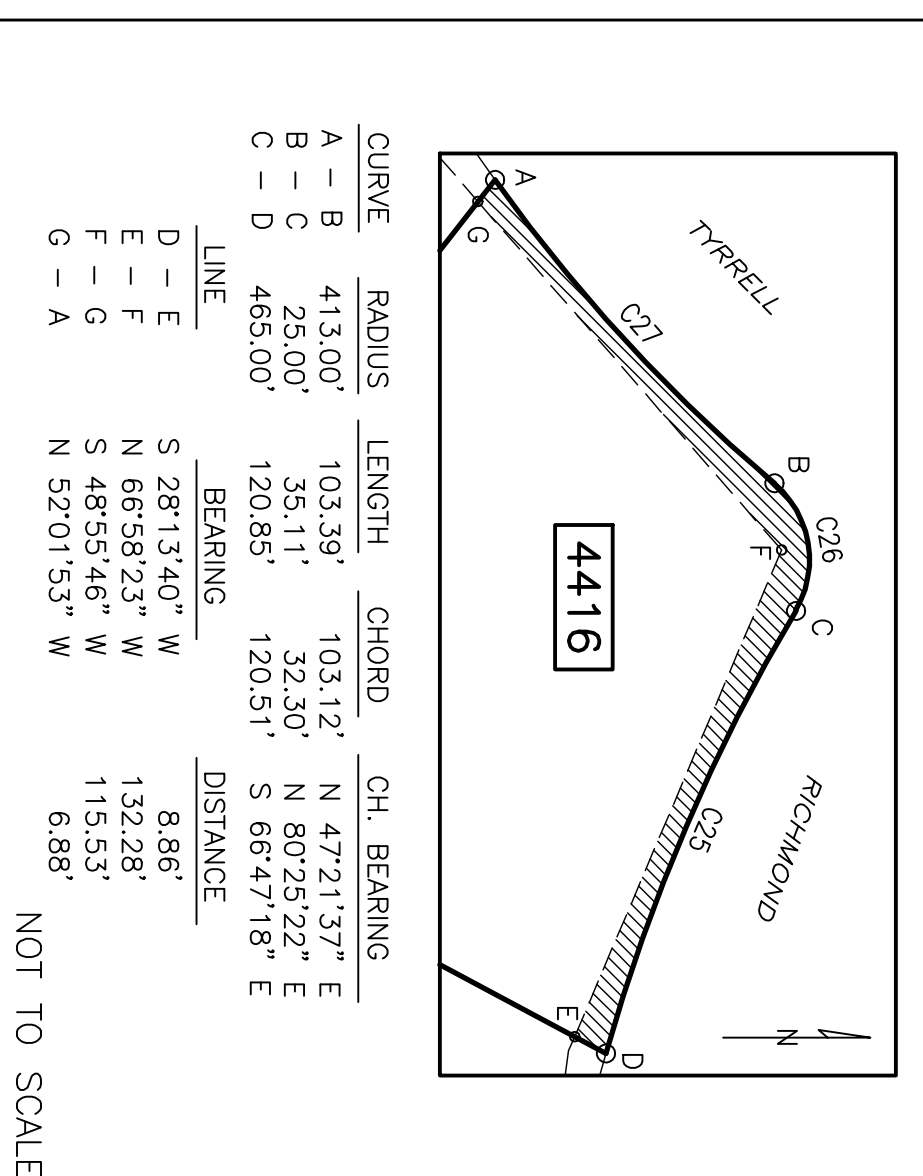 TYRRELL
RICHMOND
N
A
G
C27
B
C26
F
C
C25
E
D
4416
CURVE RADIUS LENGTH CHORD CH. BEARING
A – B 413.00' 103.39' 103.12' N 47°21'37" E
B – C 25.00' 35.11' 32.30' N 80°25'22" E
C – D 465.00' 120.85' 120.51' S 66°47'18" E
LINE BEARING DISTANCE
D – E S 28°13'40" W 8.86'
E – F N 66°58'23" W 132.28'
F – G S 48°55'46" W 115.53'
G – A N 52°01'53" W 6.88'
NOT TO SCALE